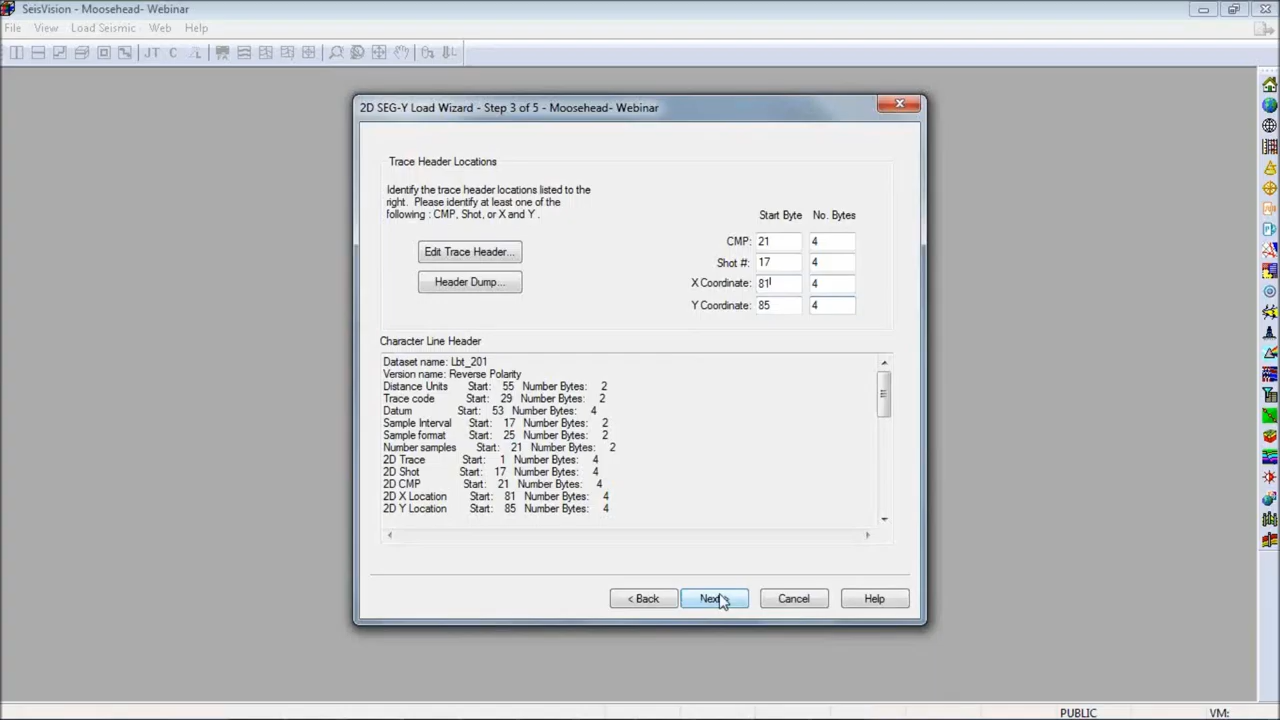 SeisVision - Moosehead- Webinar
File View Load Seismic Web Help
JT C
2D SEG-Y Load Wizard - Step 3 of 5 - Moosehead- Webinar
Trace Header Locations
Identify the trace header locations listed to the
right. Please identify at least one of the
following : CMP, Shot, or X and Y .
Start Byte No. Bytes
Edit Trace Header...
Header Dump...
CMP: 21 4
Shot #: 17 4
X Coordinate: 81 4
Y Coordinate: 85 4
Character Line Header
Dataset name: Lbt_201
Version name: Reverse Polarity
Distance Units Start: 55 Number Bytes: 2
Trace code Start: 29 Number Bytes: 2
Datum Start: 53 Number Bytes: 4
Sample Interval Start: 17 Number Bytes: 2
Sample format Start: 25 Number Bytes: 2
Number samples Start: 21 Number Bytes: 2
2D Trace Start: 1 Number Bytes: 4
2D Shot Start: 17 Number Bytes: 4
2D CMP Start: 21 Number Bytes: 4
2D X Location Start: 81 Number Bytes: 4
2D Y Location Start: 85 Number Bytes: 4
< Back Next Cancel Help
PUBLIC VM: